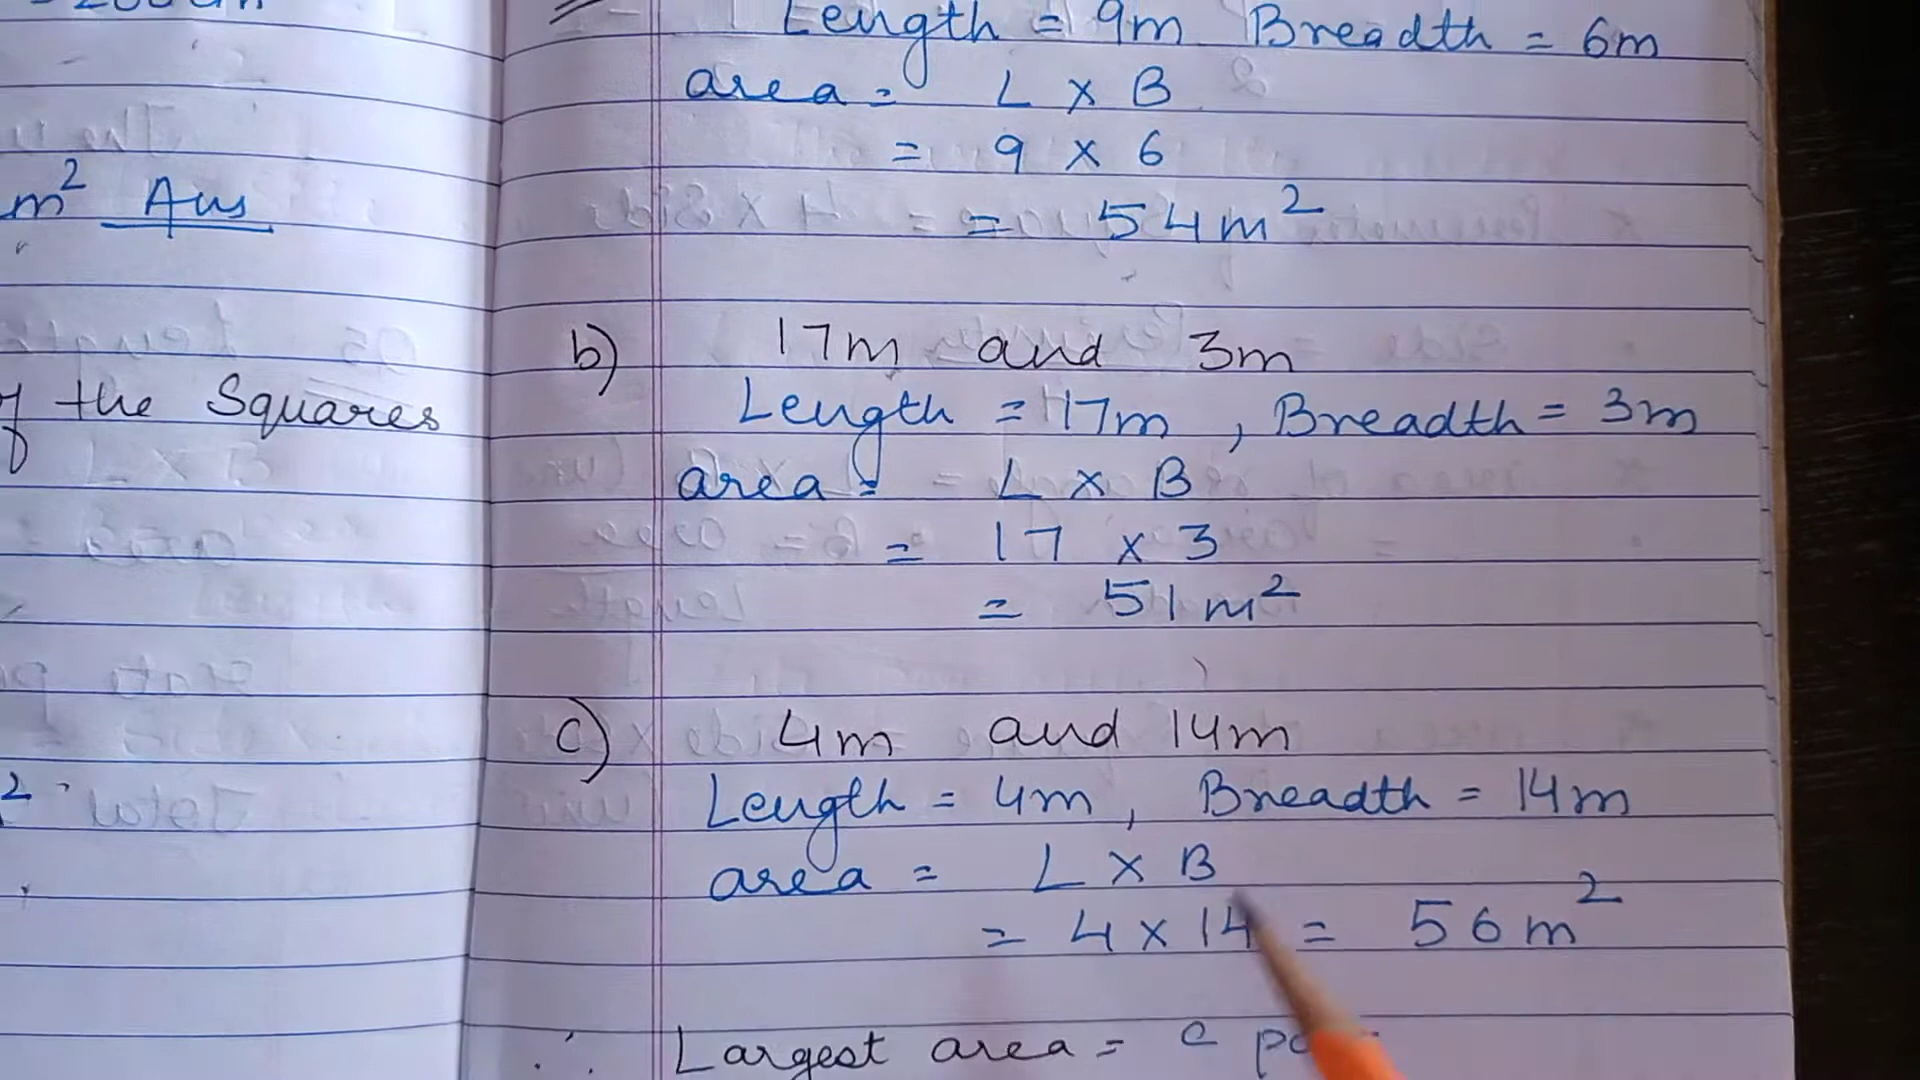 m² Ans
the Squares
Length = 9m Breadth = 6m
area = L × B
= 9 × 6
= 54m²
b) 17m and 3m
Length = 17m , Breadth = 3m
area = L × B
= 17 × 3
= 51m²
c) 4m and 14m
Length = 4m, Breadth = 14m
area = L × B
= 4 × 14 = 56m²
∴ Largest area = c